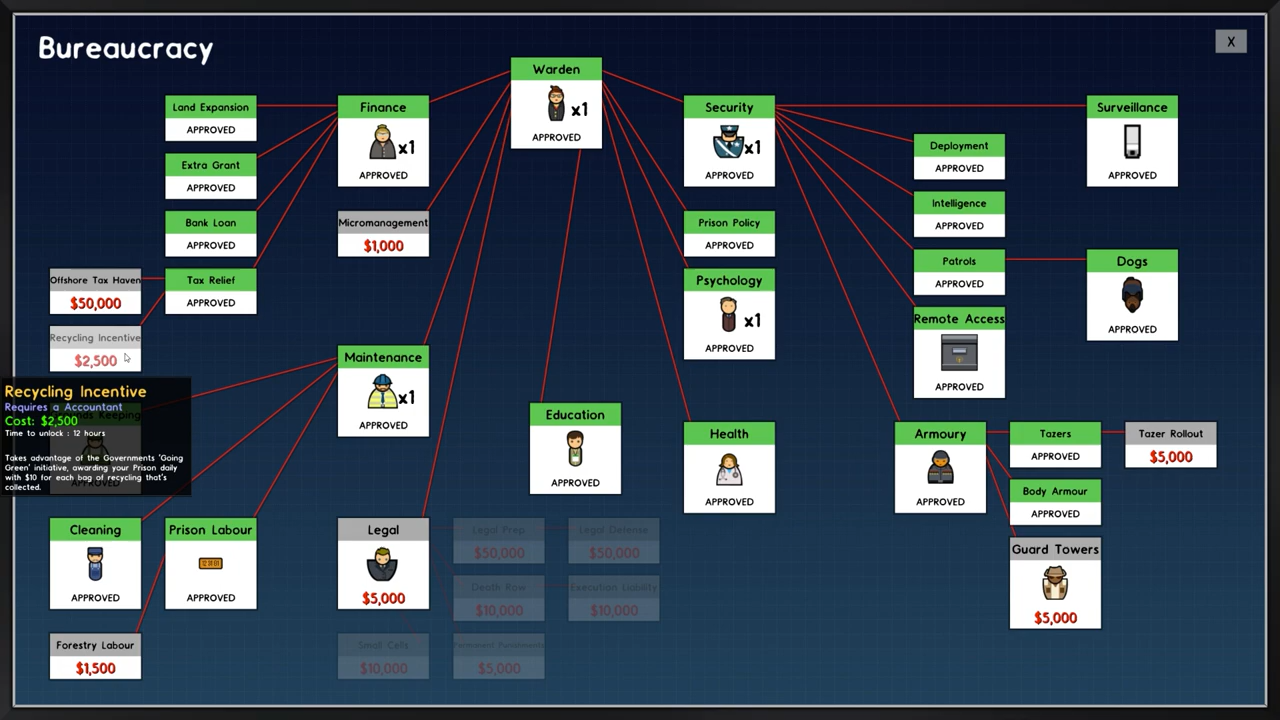 Bureaucracy
X
Warden
x1
APPROVED
Land Expansion
APPROVED
Finance
x1
APPROVED
Security
x1
APPROVED
Surveillance
APPROVED
Deployment
APPROVED
Extra Grant
APPROVED
Intelligence
APPROVED
Bank Loan
APPROVED
Micromanagement
$1,000
Prison Policy
APPROVED
Patrols
APPROVED
Dogs
APPROVED
Offshore Tax Haven
$50,000
Tax Relief
APPROVED
Psychology
x1
APPROVED
Remote Access
APPROVED
Recycling Incentive
$2,500
Maintenance
x1
APPROVED
Recycling Incentive
Requires a Accountant
Cost: $2,500
Time to unlock : 12 hours
Takes advantage of the Governments 'Going
Green' initiative, awarding your Prison daily
with $10 for each bag of recycling that's
collected.
Keeping
APPROVED
Education
APPROVED
Health
APPROVED
Armoury
APPROVED
Tazers
APPROVED
Tazer Rollout
$5,000
Body Armour
APPROVED
Guard Towers
$5,000
Cleaning
APPROVED
Prison Labour
APPROVED
Legal
$5,000
Legal Prep
$50,000
Legal Defense
$50,000
Death Row
$10,000
Execution Liability
$10,000
Forestry Labour
$1,500
Small Cells
$10,000
Permanent Punishments
$5,000